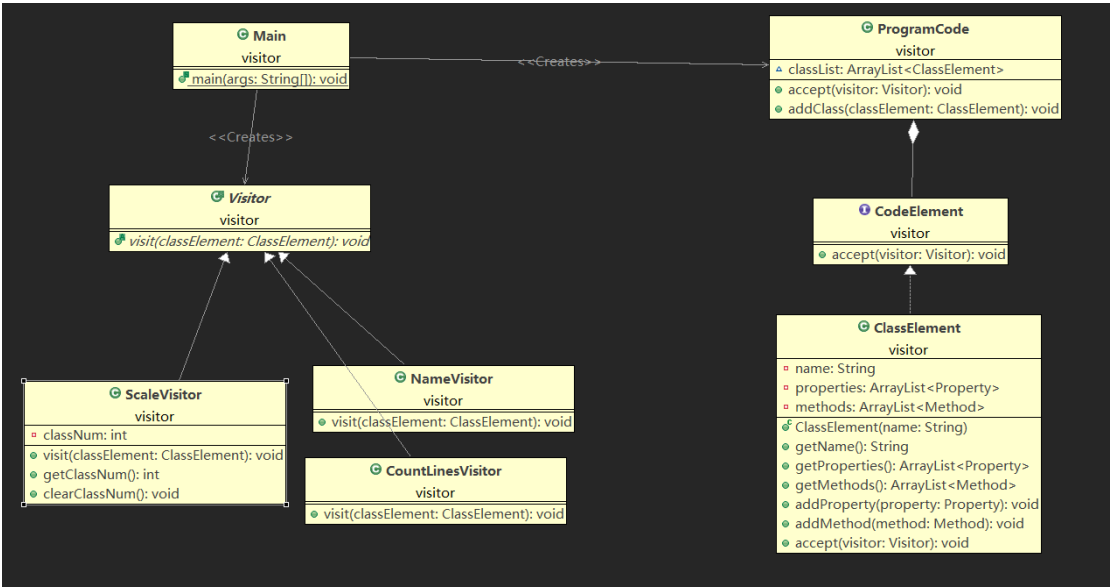 Main
visitor
main(args: String[]): void
<<Creates>>
ProgramCode
visitor
classList: ArrayList<ClassElement>
accept(visitor: Visitor): void
addClass(classElement: ClassElement): void
<<Creates>>
Visitor
visitor
visit(classElement: ClassElement): void
CodeElement
visitor
accept(visitor: Visitor): void
ClassElement
visitor
name: String
properties: ArrayList<Property>
methods: ArrayList<Method>
ClassElement(name: String)
getName(): String
getProperties(): ArrayList<Property>
getMethods(): ArrayList<Method>
addProperty(property: Property): void
addMethod(method: Method): void
accept(visitor: Visitor): void
NameVisitor
visitor
visit(classElement: ClassElement): void
ScaleVisitor
visitor
classNum: int
visit(classElement: ClassElement): void
getClassNum(): int
clearClassNum(): void
CountLinesVisitor
visitor
visit(classElement: ClassElement): void